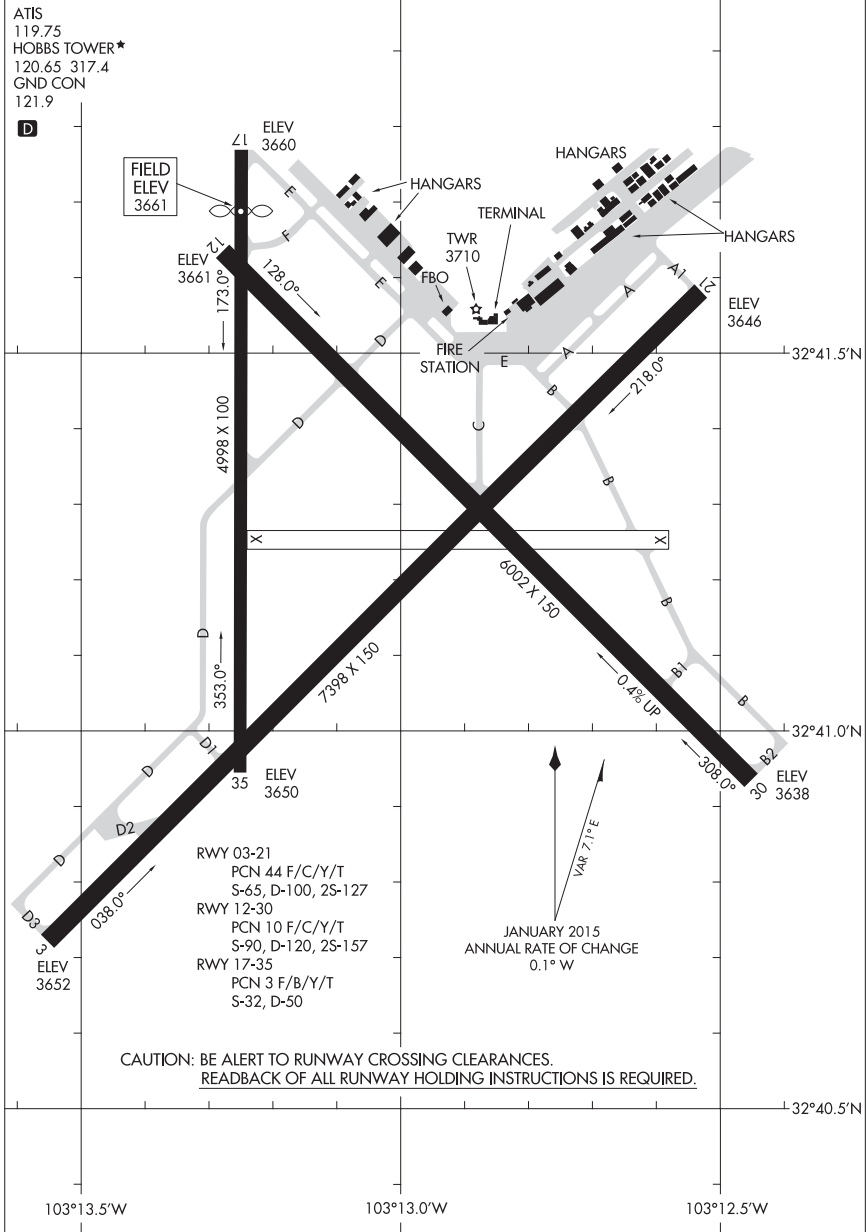 ATIS
119.75
HOBBS TOWER★
120.65 317.4
GND CON
121.9
D
17
ELEV
3660
FIELD
ELEV
3661
HANGARS
HANGARS
TERMINAL
TWR
3710
HANGARS
E
F
12
ELEV
3661
173.0°
128.0°
E
FBO
A1
21
A
ELEV
3646
D
FIRE
STATION
E
A
32°41.5'N
B
218.0°
4998 X 100
D
C
B
X
X
6002 X 150
B
D
353.0°
7398 X 150
B1
0.4% UP
B
32°41.0'N
D1
35
ELEV
3650
308.0°
B2
30
ELEV
3638
D
D2
VAR 7.1° E
D
038.0°
D3
3
ELEV
3652
RWY 03-21
PCN 44 F/C/Y/T
S-65, D-100, 2S-127
RWY 12-30
PCN 10 F/C/Y/T
S-90, D-120, 2S-157
RWY 17-35
PCN 3 F/B/Y/T
S-32, D-50
JANUARY 2015
ANNUAL RATE OF CHANGE
0.1° W
CAUTION: BE ALERT TO RUNWAY CROSSING CLEARANCES.
READBACK OF ALL RUNWAY HOLDING INSTRUCTIONS IS REQUIRED.
32°40.5'N
103°13.5'W
103°13.0'W
103°12.5'W